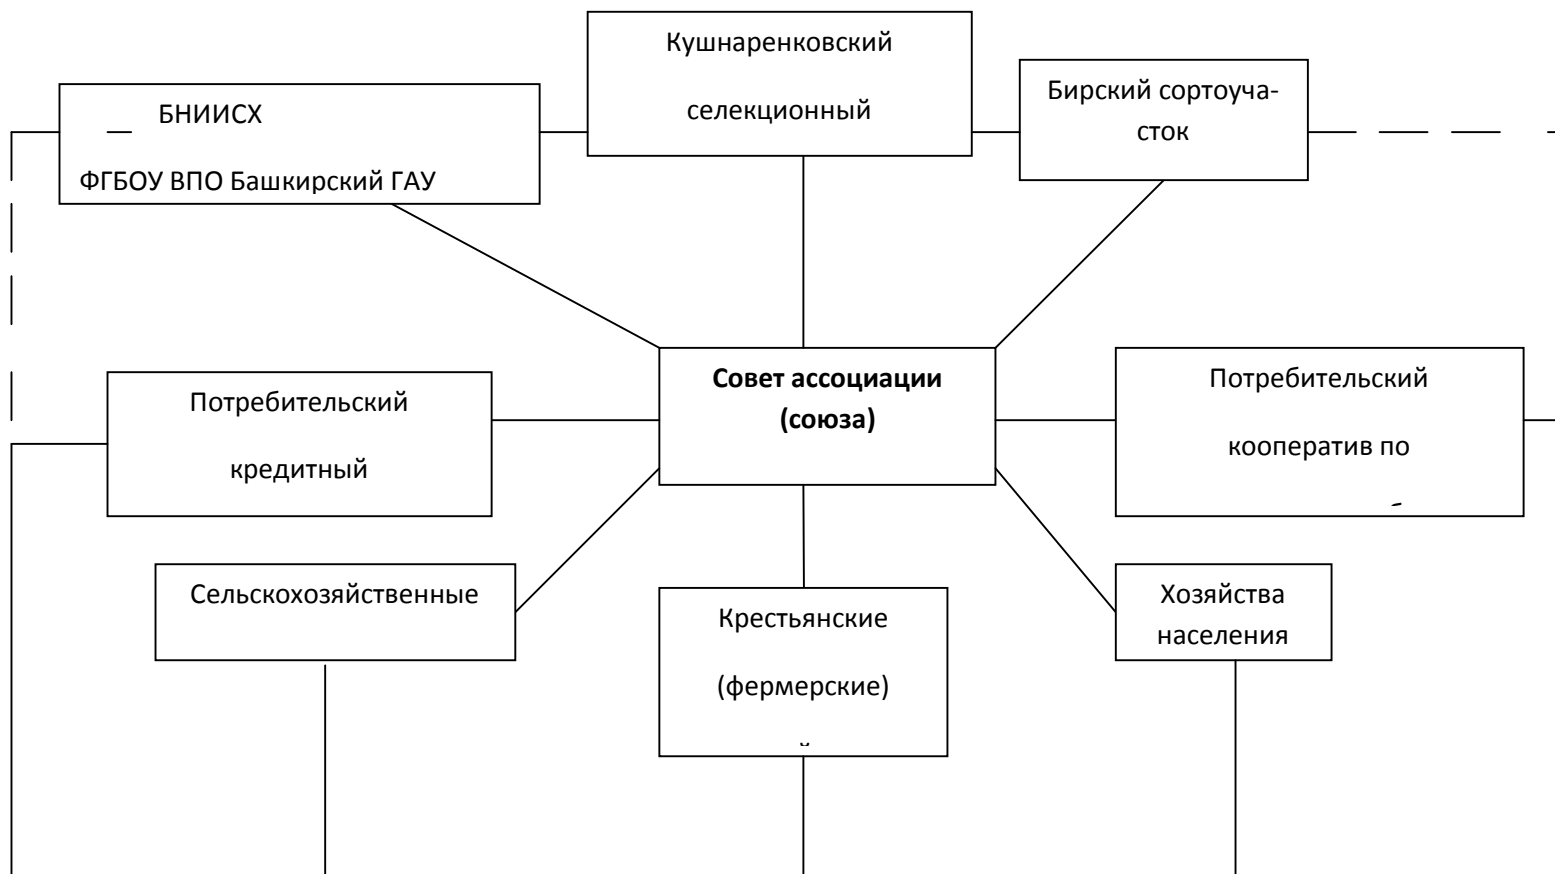 Кушнаренковский
селекционный
БНИИСХ
ФГБОУ ВПО Башкирский ГАУ
Бирский сортоуча-
сток
Совет ассоциации
(союза)
Потребительский
кредитный
Потребительский
кооператив по
Сельскохозяйственные
Крестьянские
(фермерские)
Хозяйства
населения